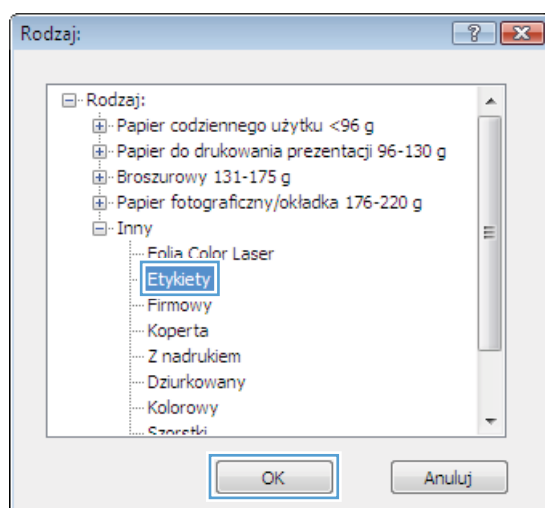 Rodzaj:
Rodzaj:
Papier codziennego użytku <96 g
Papier do drukowania prezentacji 96-130 g
Broszurowy 131-175 g
Papier fotograficzny/okładka 176-220 g
Inny
Folia Color Laser
Etykiety
Firmowy
Koperta
Z nadrukiem
Dziurkowany
Kolorowy
Szorstki
OK Anuluj